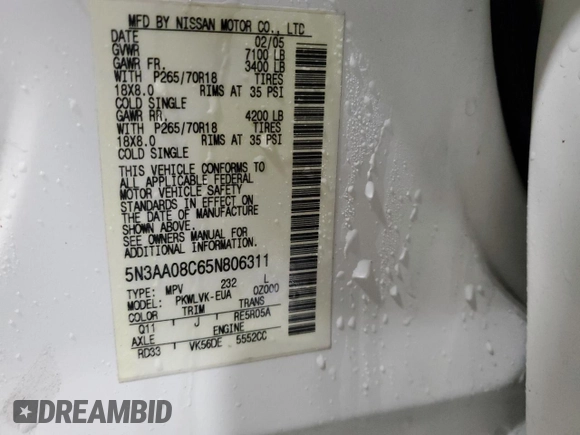 MFD BY NISSAN MOTOR CO., LTD
DATE 02/05
GVWR 7100 LB
GAWR FR. 3400 LB
WITH P265/70R18 TIRES
18X8.0 RIMS AT 35 PSI
COLD SINGLE
GAWR RR. 4200 LB
WITH P265/70R18 TIRES
18X8.0 RIMS AT 35 PSI
COLD SINGLE
THIS VEHICLE CONFORMS TO
ALL APPLICABLE FEDERAL
MOTOR VEHICLE SAFETY
STANDARDS IN EFFECT ON
THE DATE OF MANUFACTURE
SHOWN ABOVE.
SEE OWNERS MANUAL FOR
ADDITIONAL INFORMATION.
5N3AA08C65N806311
TYPE: MPV 232 L
MODEL: PKWLVK-EUA 0Z000
COLOR TRIM TRANS
Q11 J RE5R05A
AXLE ENGINE
RD33 VK56DE 5552CC
DREAMBID